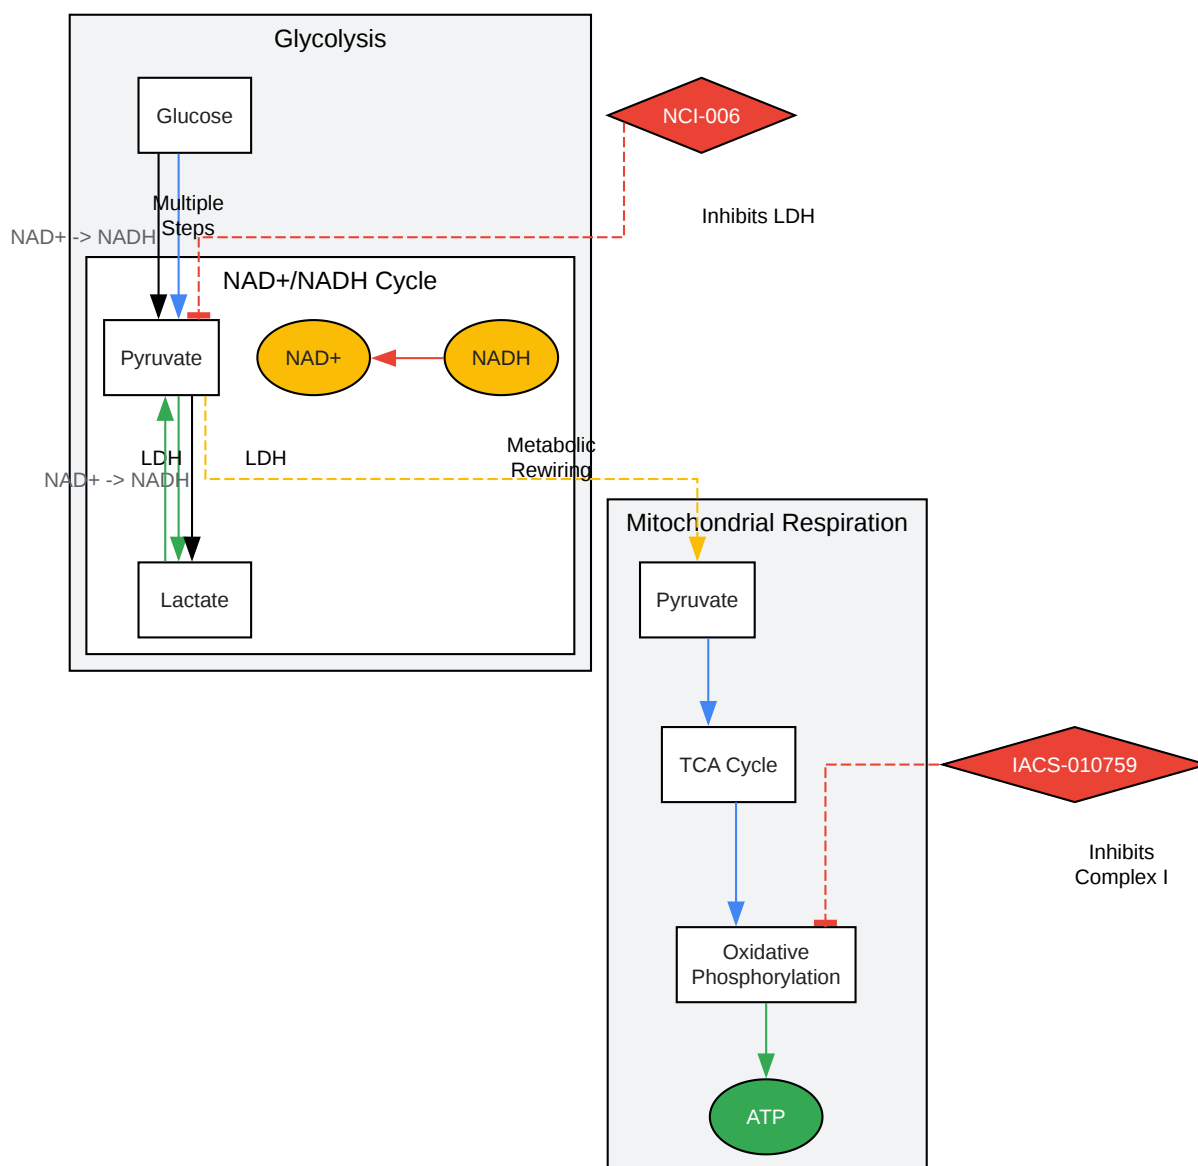 Glycolysis
Glucose
NCI-006
Multiple
Steps
Inhibits LDH
NAD+ -> NADH
NAD+/NADH Cycle
Pyruvate
NAD+
NADH
LDH
LDH
Metabolic
Rewiring
NAD+ -> NADH
Mitochondrial Respiration
Lactate
Pyruvate
TCA Cycle
IACS-010759
Inhibits
Complex I
Oxidative
Phosphorylation
ATP